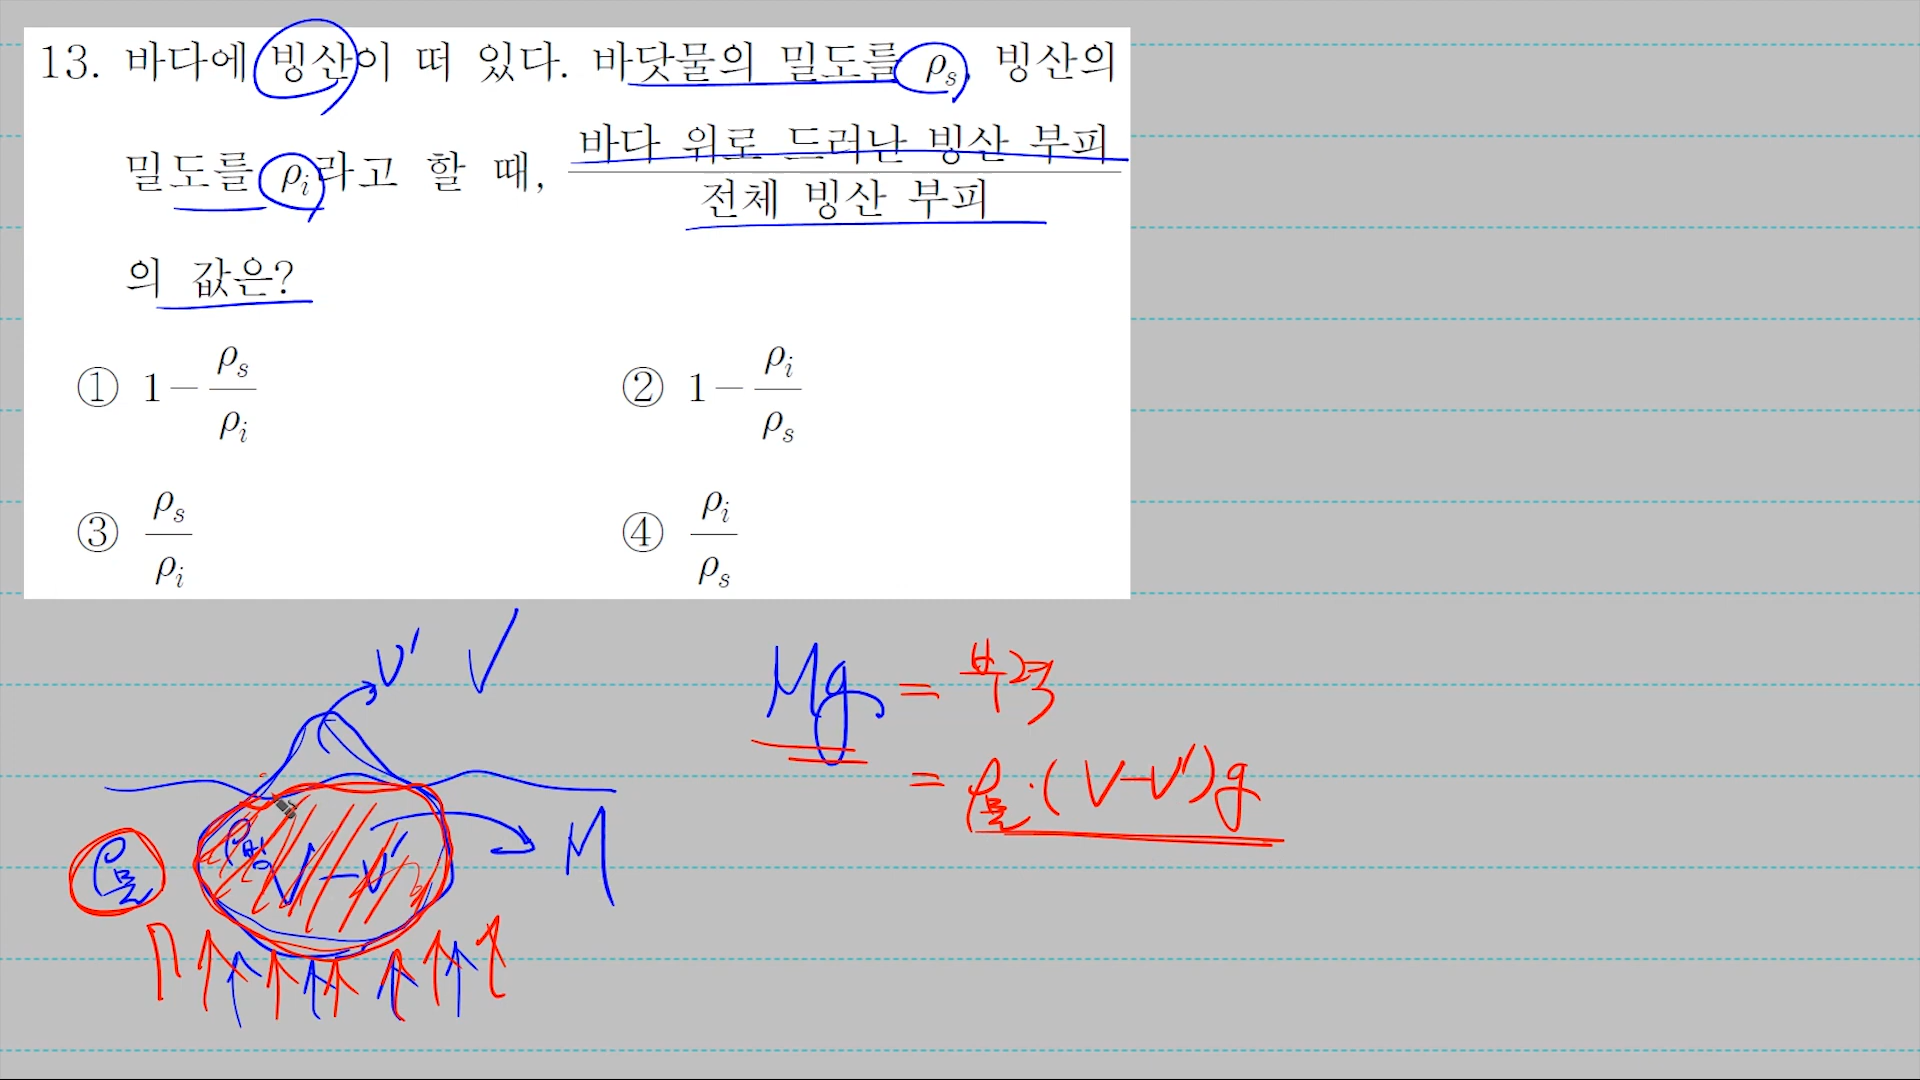 13. 바다에 빙산이 떠 있다. 바닷물의 밀도를 ρₛ, 빙산의
밀도를 ρᵢ라고 할 때, 바다 위로 드러난 빙산 부피
전체 빙산 부피
의 값은?
① 1 − ρₛ/ρᵢ ② 1 − ρᵢ/ρₛ
③ ρₛ/ρᵢ ④ ρᵢ/ρₛ
V' V
Mg = 부력
= ρ물·(V−V')g
ρ물 ρ빙 V−V' M